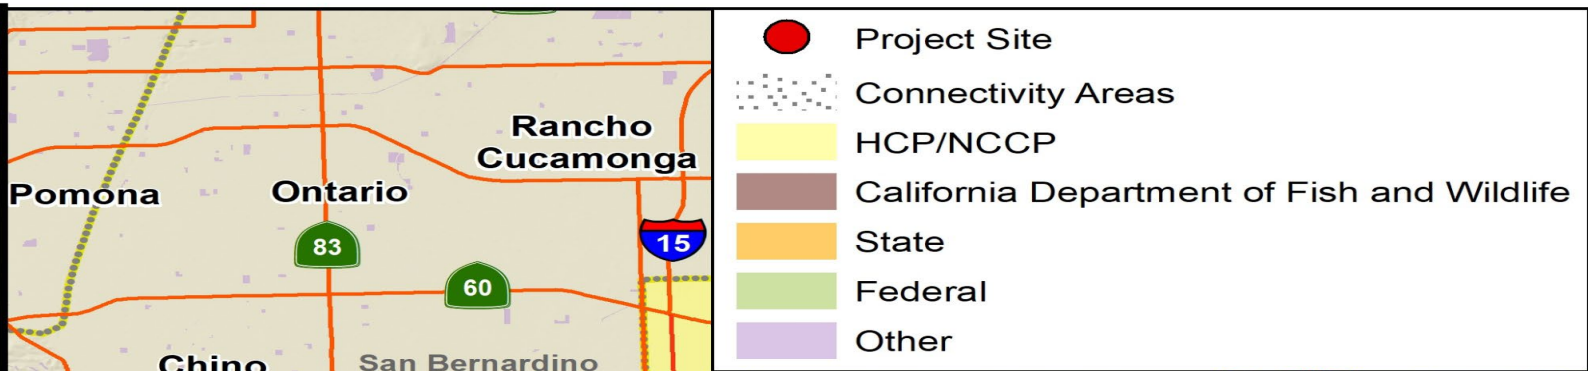 Rancho
Cucamonga
Pomona
Ontario
83
15
60
Chino
San Bernardino
Project Site
Connectivity Areas
HCP/NCCP
California Department of Fish and Wildlife
State
Federal
Other